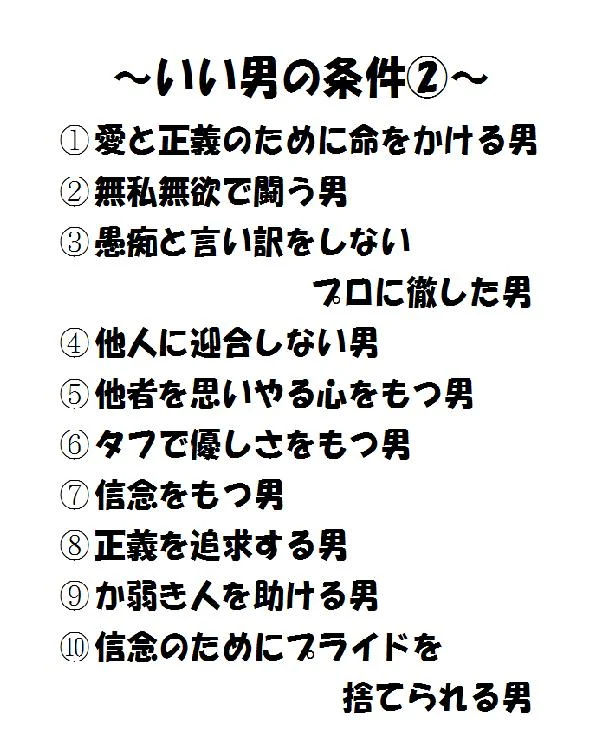 ～いい男の条件②～
①愛と正義のために命をかける男
②無私無欲で闘う男
③愚痴と言い訳をしない
プロに徹した男
④他人に迎合しない男
⑤他者を思いやる心をもつ男
⑥タフで優しさをもつ男
⑦信念をもつ男
⑧正義を追求する男
⑨か弱き人を助ける男
⑩信念のためにプライドを
捨てられる男